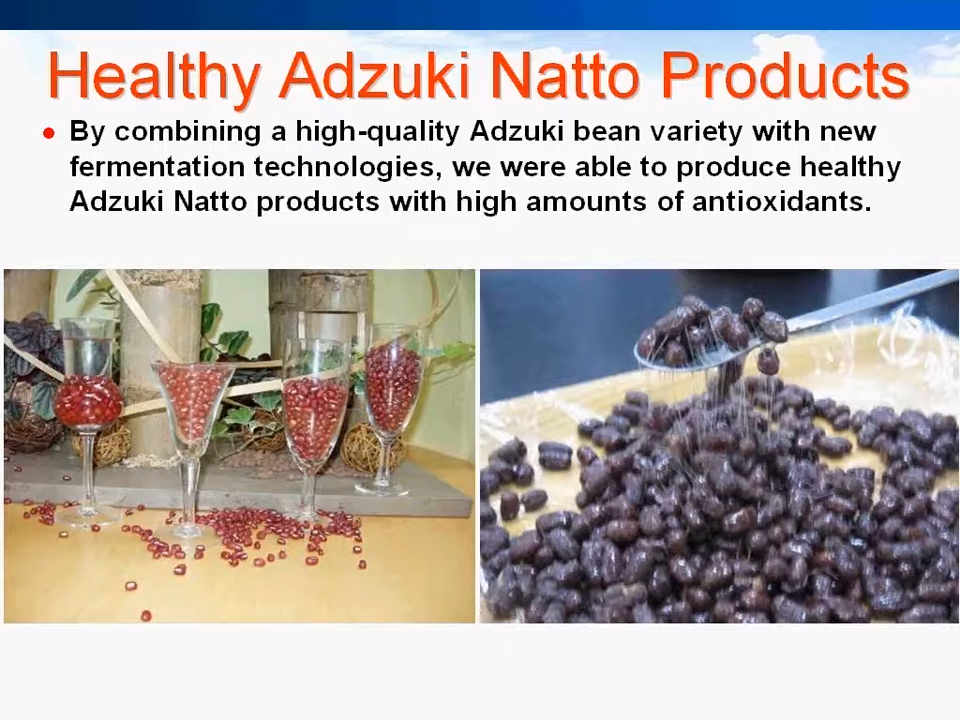 Healthy Adzuki Natto Products
By combining a high-quality Adzuki bean variety with new
fermentation technologies, we were able to produce healthy
Adzuki Natto products with high amounts of antioxidants.